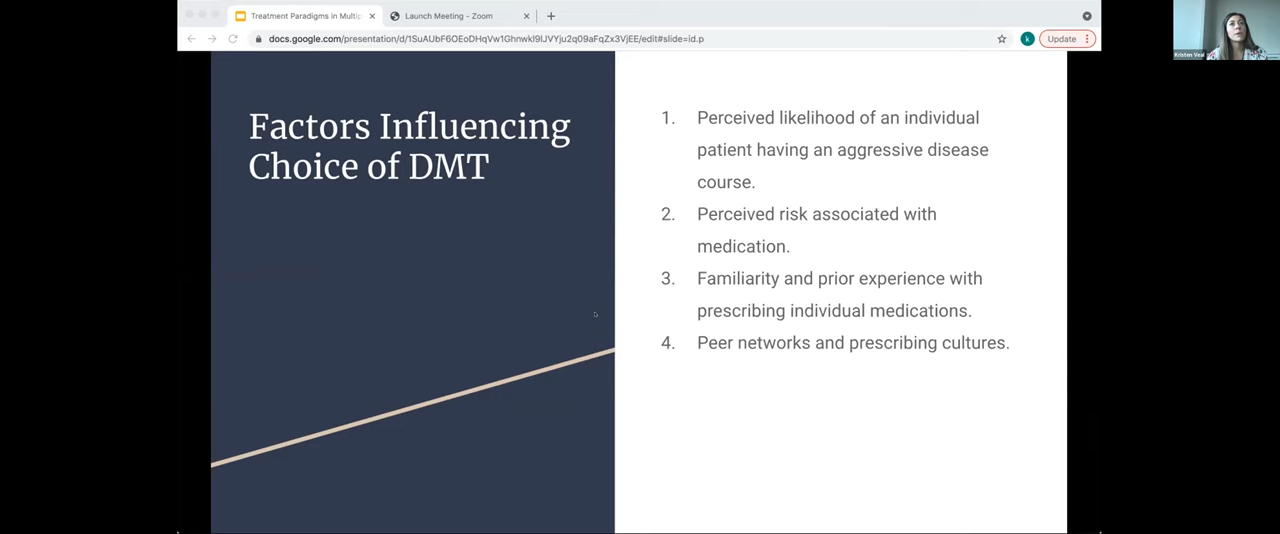 Treatment Paradigms in Multip
Launch Meeting - Zoom
docs.google.com/presentation/d/1SuAUbF6OEoDHqVw1Ghnwkl9lJVYju2q09aFqZx3VjEE/edit#slide=id.p
k
Update
Kristen Veal
Factors Influencing
Choice of DMT
1. Perceived likelihood of an individual
patient having an aggressive disease
course.
2. Perceived risk associated with
medication.
3. Familiarity and prior experience with
prescribing individual medications.
4. Peer networks and prescribing cultures.